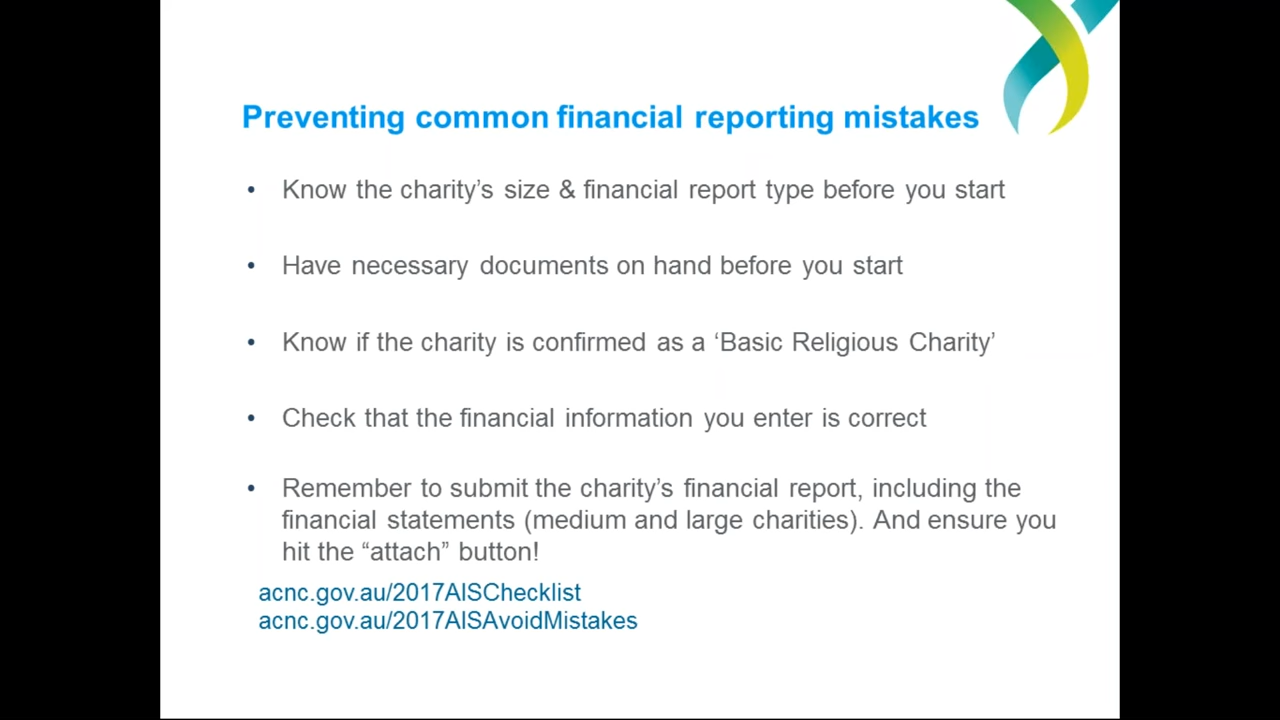 Preventing common financial reporting mistakes
• Know the charity’s size & financial report type before you start
• Have necessary documents on hand before you start
• Know if the charity is confirmed as a ‘Basic Religious Charity’
• Check that the financial information you enter is correct
• Remember to submit the charity’s financial report, including the
financial statements (medium and large charities). And ensure you
hit the “attach” button!
acnc.gov.au/2017AISChecklist
acnc.gov.au/2017AISAvoidMistakes